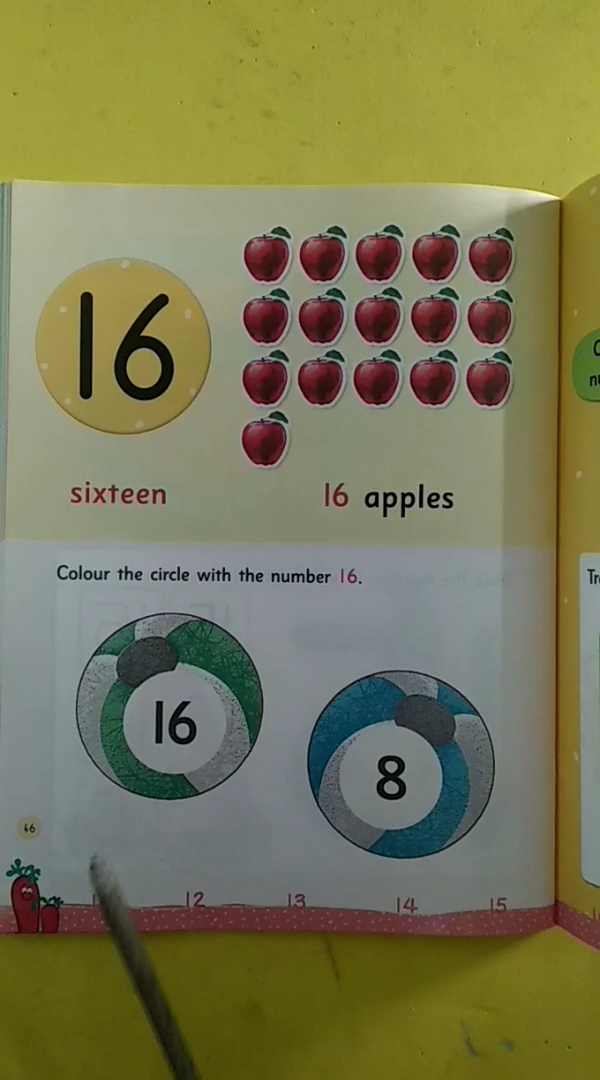 16
sixteen
16 apples
Colour the circle with the number 16.
16
8
46
12 13 14 15